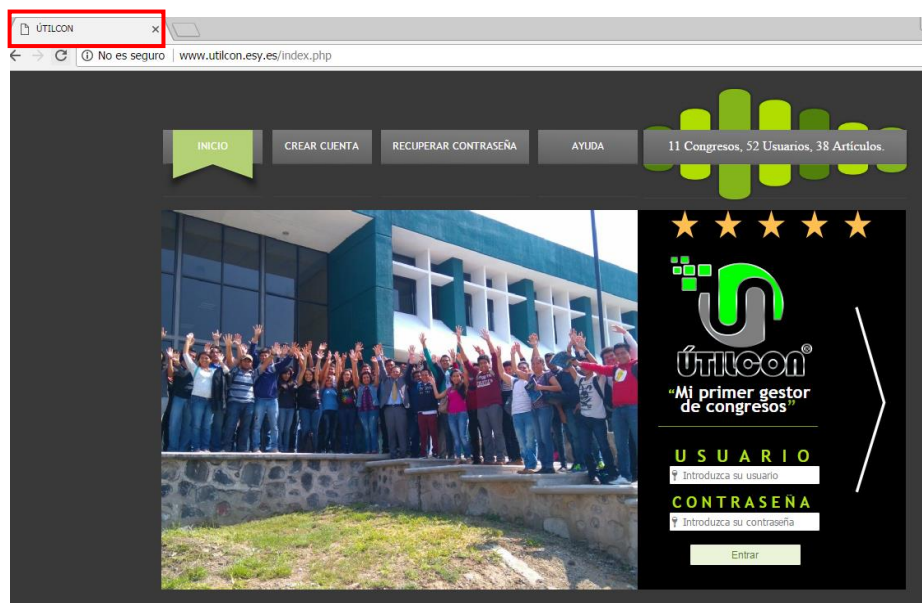 ÚTILCON
No es seguro | www.utilcon.esy.es/index.php
INICIO
CREAR CUENTA
RECUPERAR CONTRASEÑA
AYUDA
11 Congresos, 52 Usuarios, 38 Artículos.
ÚTILCON®
“Mi primer gestor
de congresos”
USUARIO
Introduzca su usuario
CONTRASEÑA
Introduzca su contraseña
Entrar